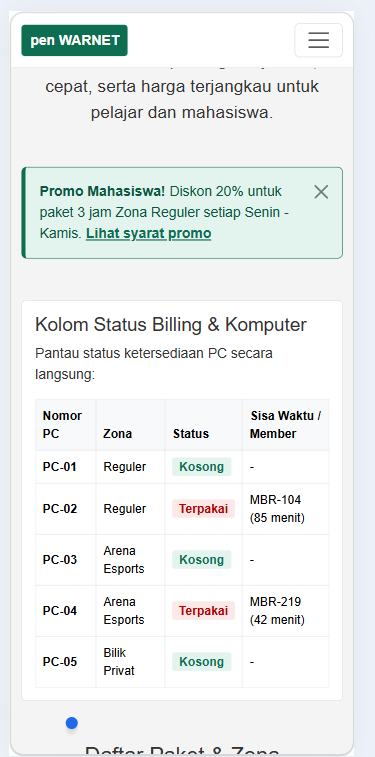 pen WARNET
cepat, serta harga terjangkau untuk
pelajar dan mahasiswa.
Promo Mahasiswa! Diskon 20% untuk
paket 3 jam Zona Reguler setiap Senin -
Kamis. Lihat syarat promo
Kolom Status Billing & Komputer
Pantau status ketersediaan PC secara
langsung:
Nomor PC Zona Status Sisa Waktu / Member
PC-01 Reguler Kosong -
PC-02 Reguler Terpakai MBR-104 (85 menit)
PC-03 Arena Esports Kosong -
PC-04 Arena Esports Terpakai MBR-219 (42 menit)
PC-05 Bilik Privat Kosong -
Daftar Paket & Zona